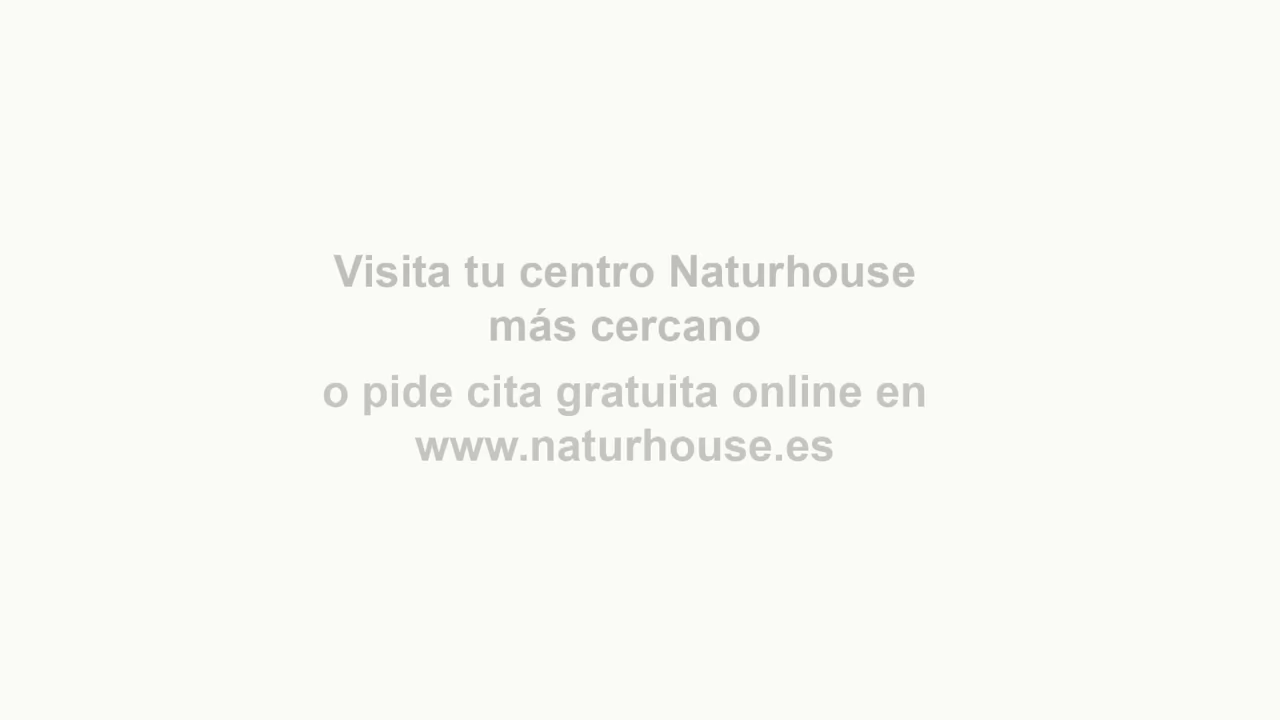 Visita tu centro Naturhouse
más cercano
o pide cita gratuita online en
www.naturhouse.es